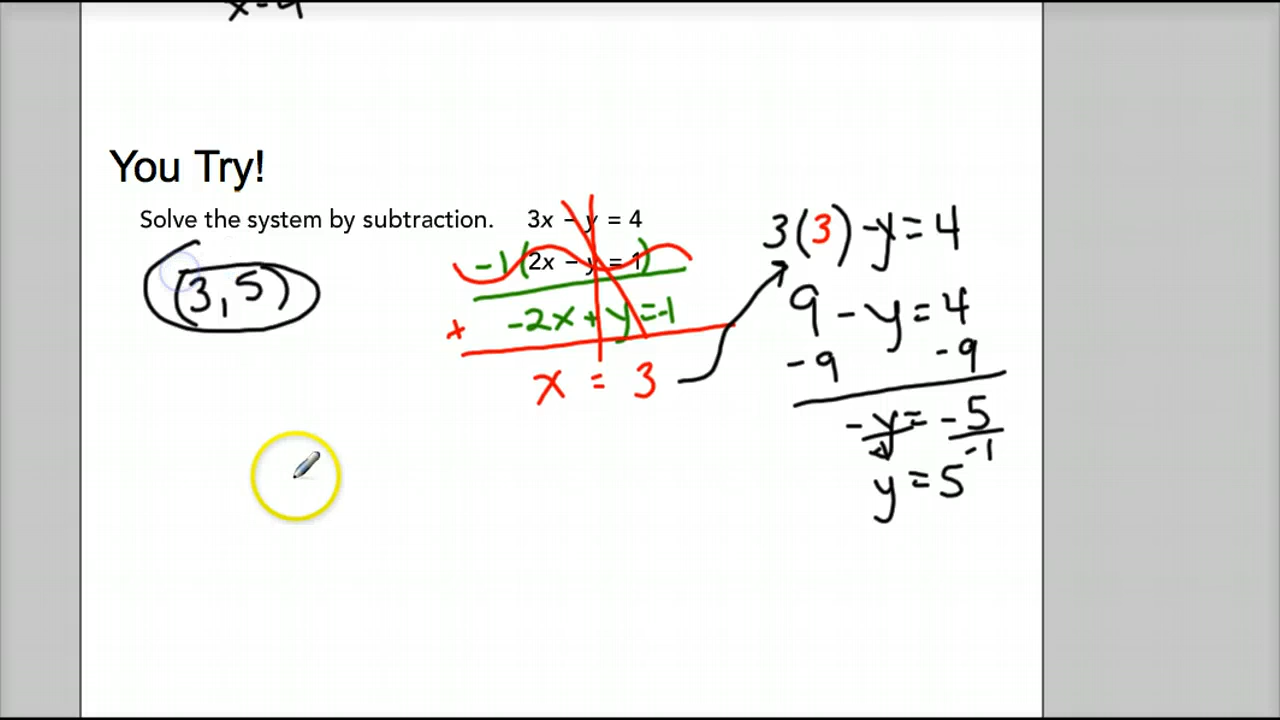 x=9
You Try!
Solve the system by subtraction.
3x − y = 4
-1(2x − y = 1)
-2x + y = -1
+
x = 3
(3, 5)
3(3) - y = 4
9 - y = 4
-9 -9
-y = -5
-1 -1
y = 5